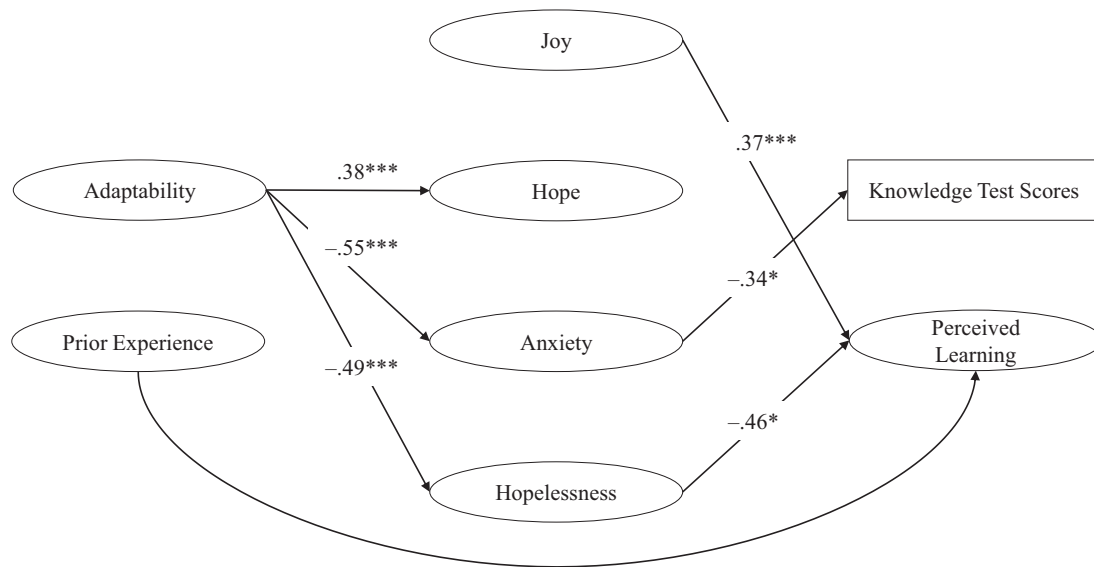 Joy
.37***
Adaptability
.38***
Hope
Knowledge Test Scores
–.55***
–.34*
Prior Experience
Anxiety
Perceived
Learning
–.49***
–.46*
Hopelessness